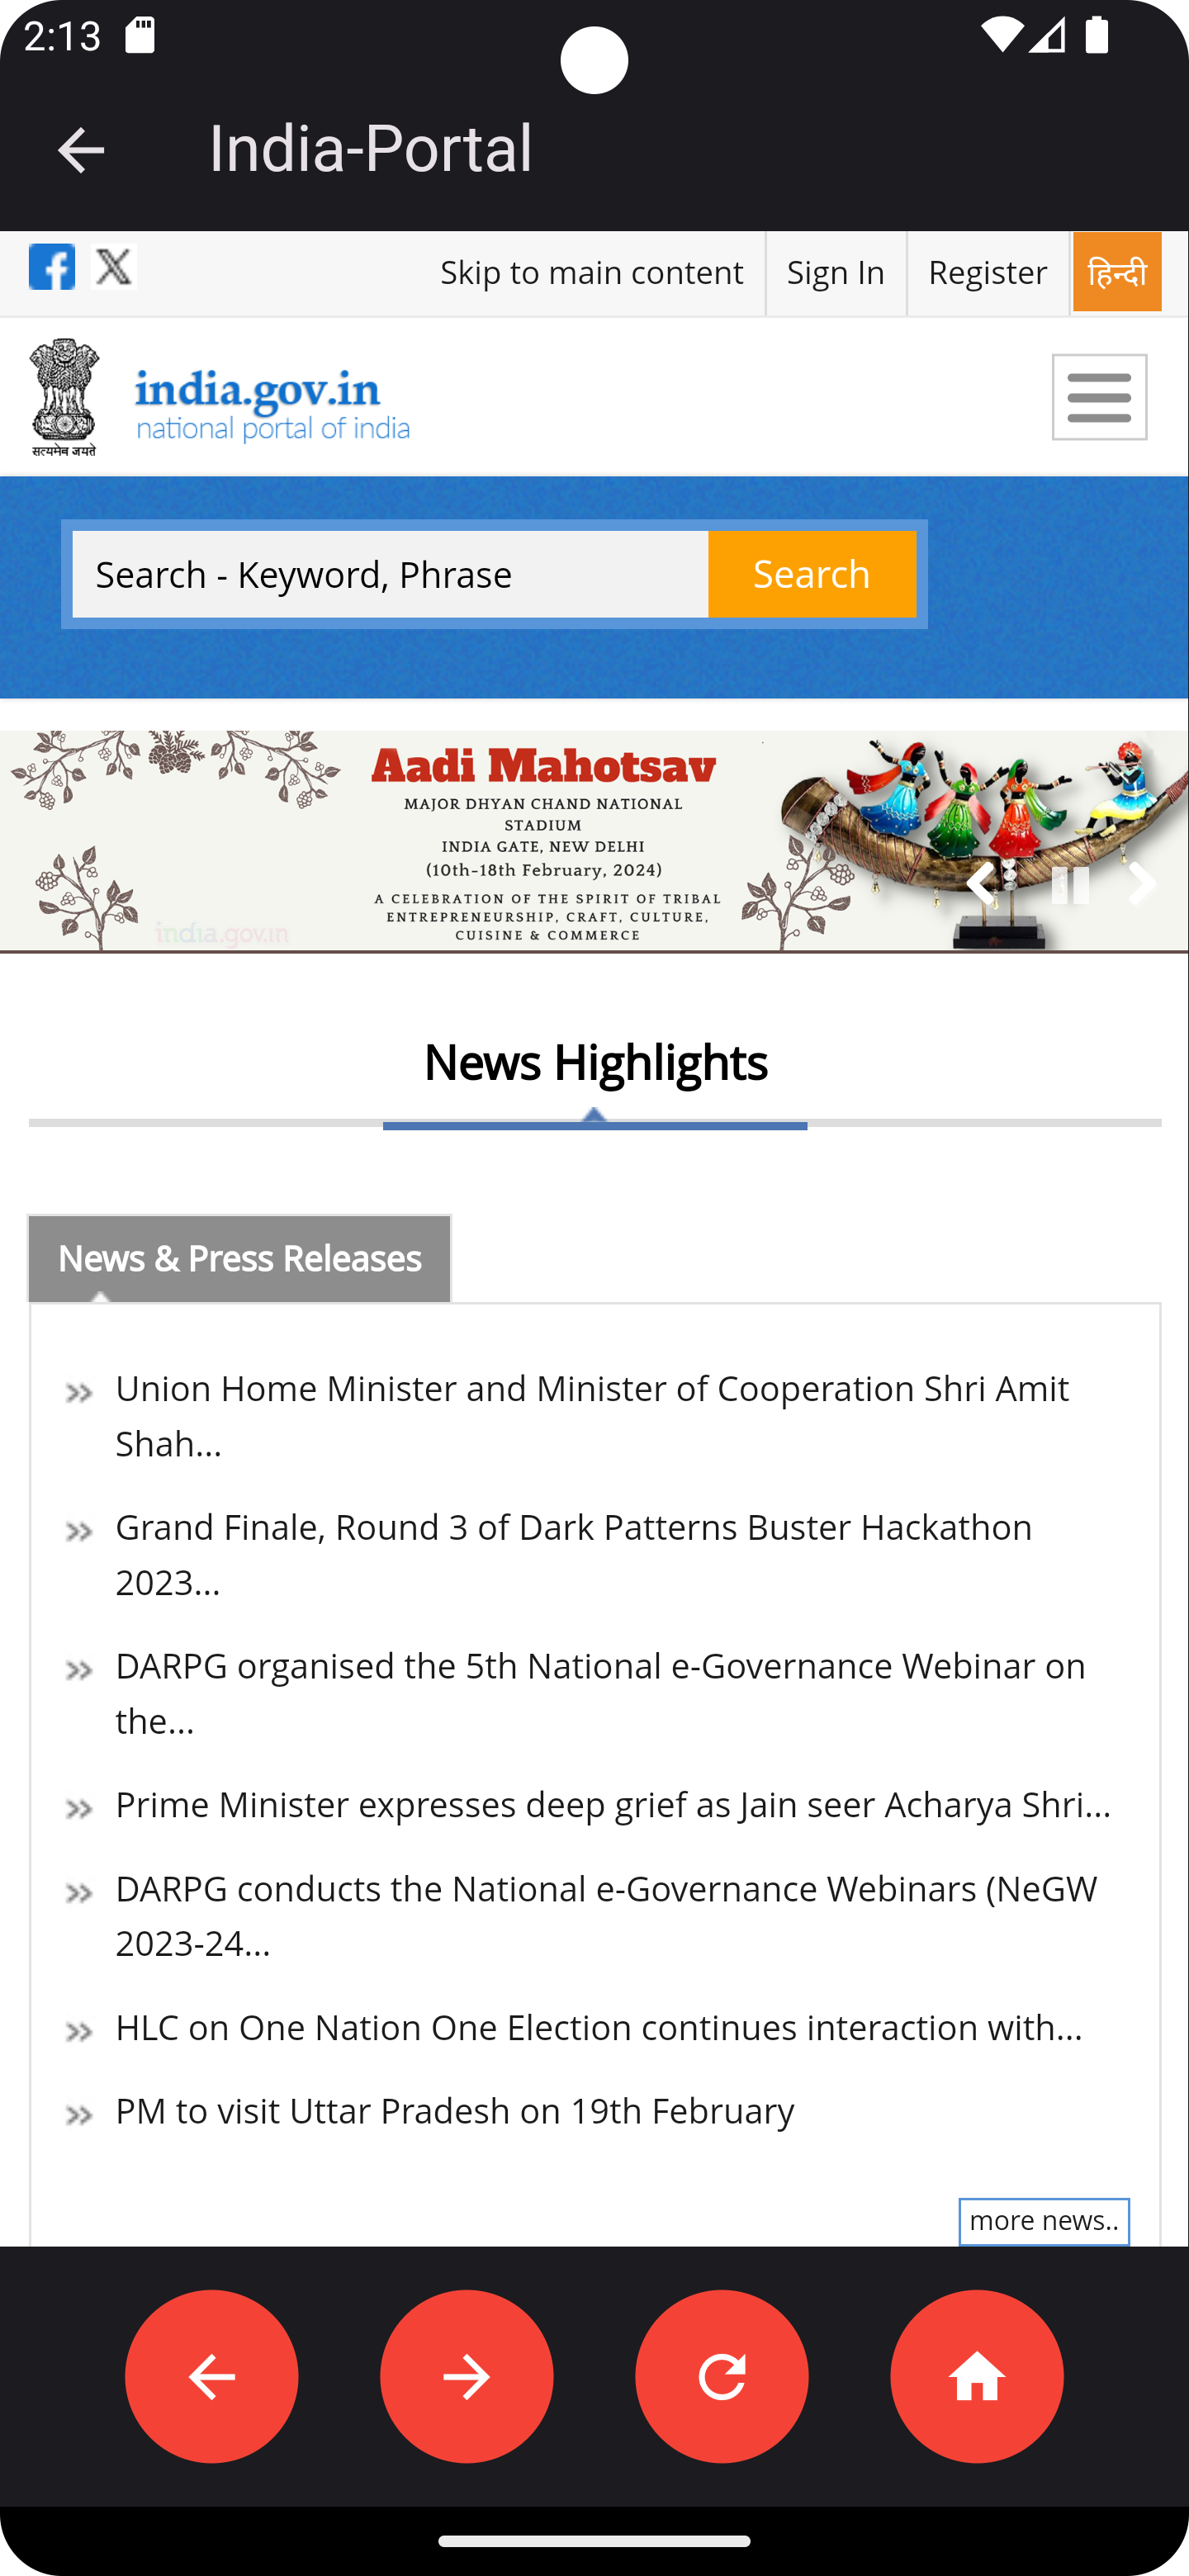 2:13
India-Portal
Skip to main content
Sign In
Register
हिन्दी
सत्यमेव जयते
india.gov.in
national portal of india
Search - Keyword, Phrase
Search
Aadi Mahotsav
MAJOR DHYAN CHAND NATIONAL
STADIUM
INDIA GATE, NEW DELHI
(10th-18th February, 2024)
A CELEBRATION OF THE SPIRIT OF TRIBAL
ENTREPRENEURSHIP, CRAFT, CULTURE,
CUISINE & COMMERCE
india.gov.in
News Highlights
News & Press Releases
Union Home Minister and Minister of Cooperation Shri Amit
Shah...
Grand Finale, Round 3 of Dark Patterns Buster Hackathon
2023...
DARPG organised the 5th National e-Governance Webinar on
the...
Prime Minister expresses deep grief as Jain seer Acharya Shri...
DARPG conducts the National e-Governance Webinars (NeGW
2023-24...
HLC on One Nation One Election continues interaction with...
PM to visit Uttar Pradesh on 19th February
more news..